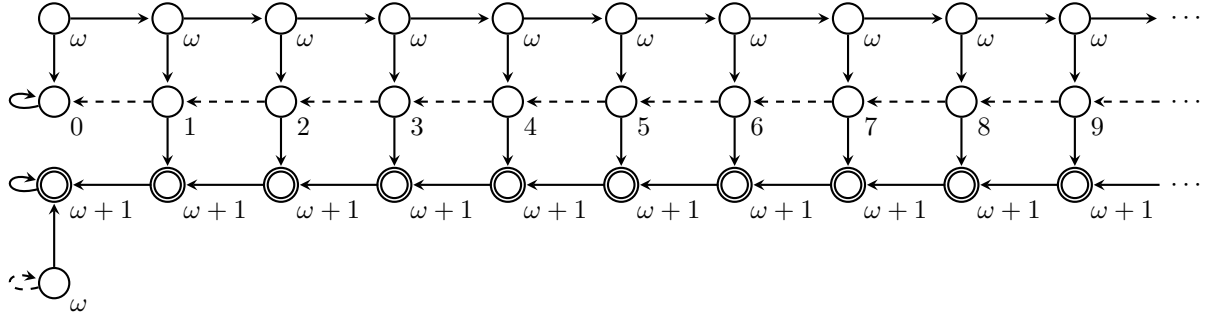 ⋯
ω ω ω ω ω ω ω ω ω ω
⋯
0 1 2 3 4 5 6 7 8 9
⋯
ω + 1 ω + 1 ω + 1 ω + 1 ω + 1 ω + 1 ω + 1 ω + 1 ω + 1 ω + 1
ω